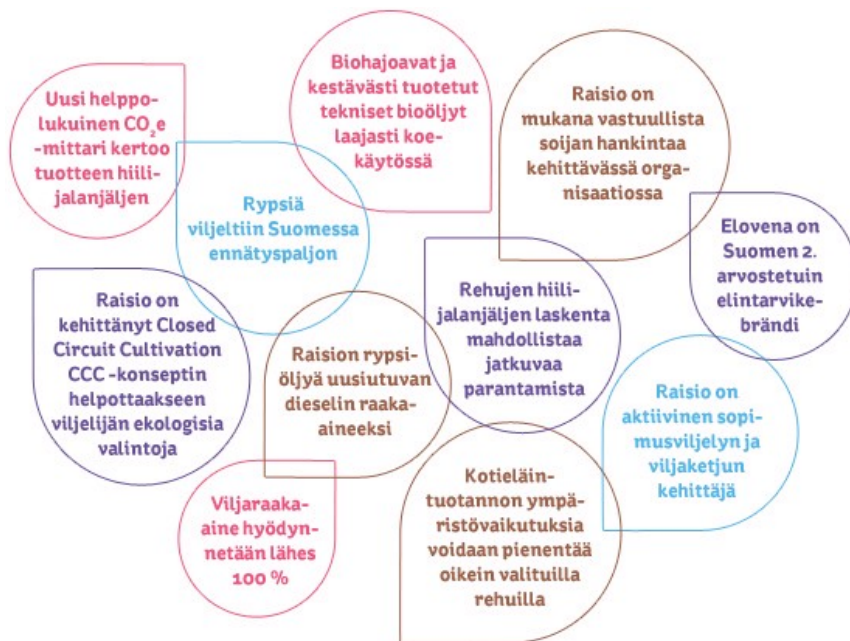 Uusi helppo-
lukuinen CO₂e
-mittari kertoo
tuotteen hiili-
jalanjäljen
Biohajoavat ja
kestävästi tuotetut
tekniset bioöljyt
laajasti koe-
käytössä
Raisio on
mukana vastuullista
soijan hankintaa
kehittävässä orga-
nisaatiossa
Rypsiä
viljeltiin Suomessa
ennätyspaljon
Elovena on
Suomen 2.
arvostetuin
elintarvike-
brändi
Raisio on
kehittänyt Closed
Circuit Cultivation
CCC -konseptin
helpottaakseen
viljelijän ekologisia
valintoja
Raision rypsi-
öljyä uusiutuvan
dieselin raaka-
aineeksi
Rehujen hiili-
jalanjäljen laskenta
mahdollistaa
jatkuvaa
parantamista
Raisio on
aktiivinen sopi-
musviljelyn ja
viljaketjun
kehittäjä
Viljaraaka-
aine hyödyn-
netään lähes
100 %
Kotieläin-
tuotannon ympä-
ristövaikutuksia
voidaan pienentää
oikein valituilla
rehuilla